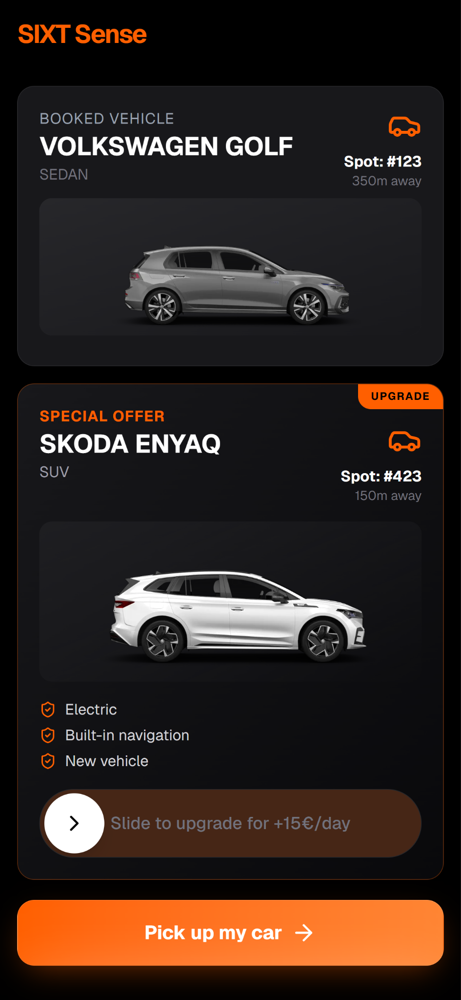 SIXT Sense
BOOKED VEHICLE
VOLKSWAGEN GOLF
SEDAN
Spot: #123
350m away
UPGRADE
SPECIAL OFFER
SKODA ENYAQ
SUV
Spot: #423
150m away
Electric
Built-in navigation
New vehicle
Slide to upgrade for +15€/day
Pick up my car